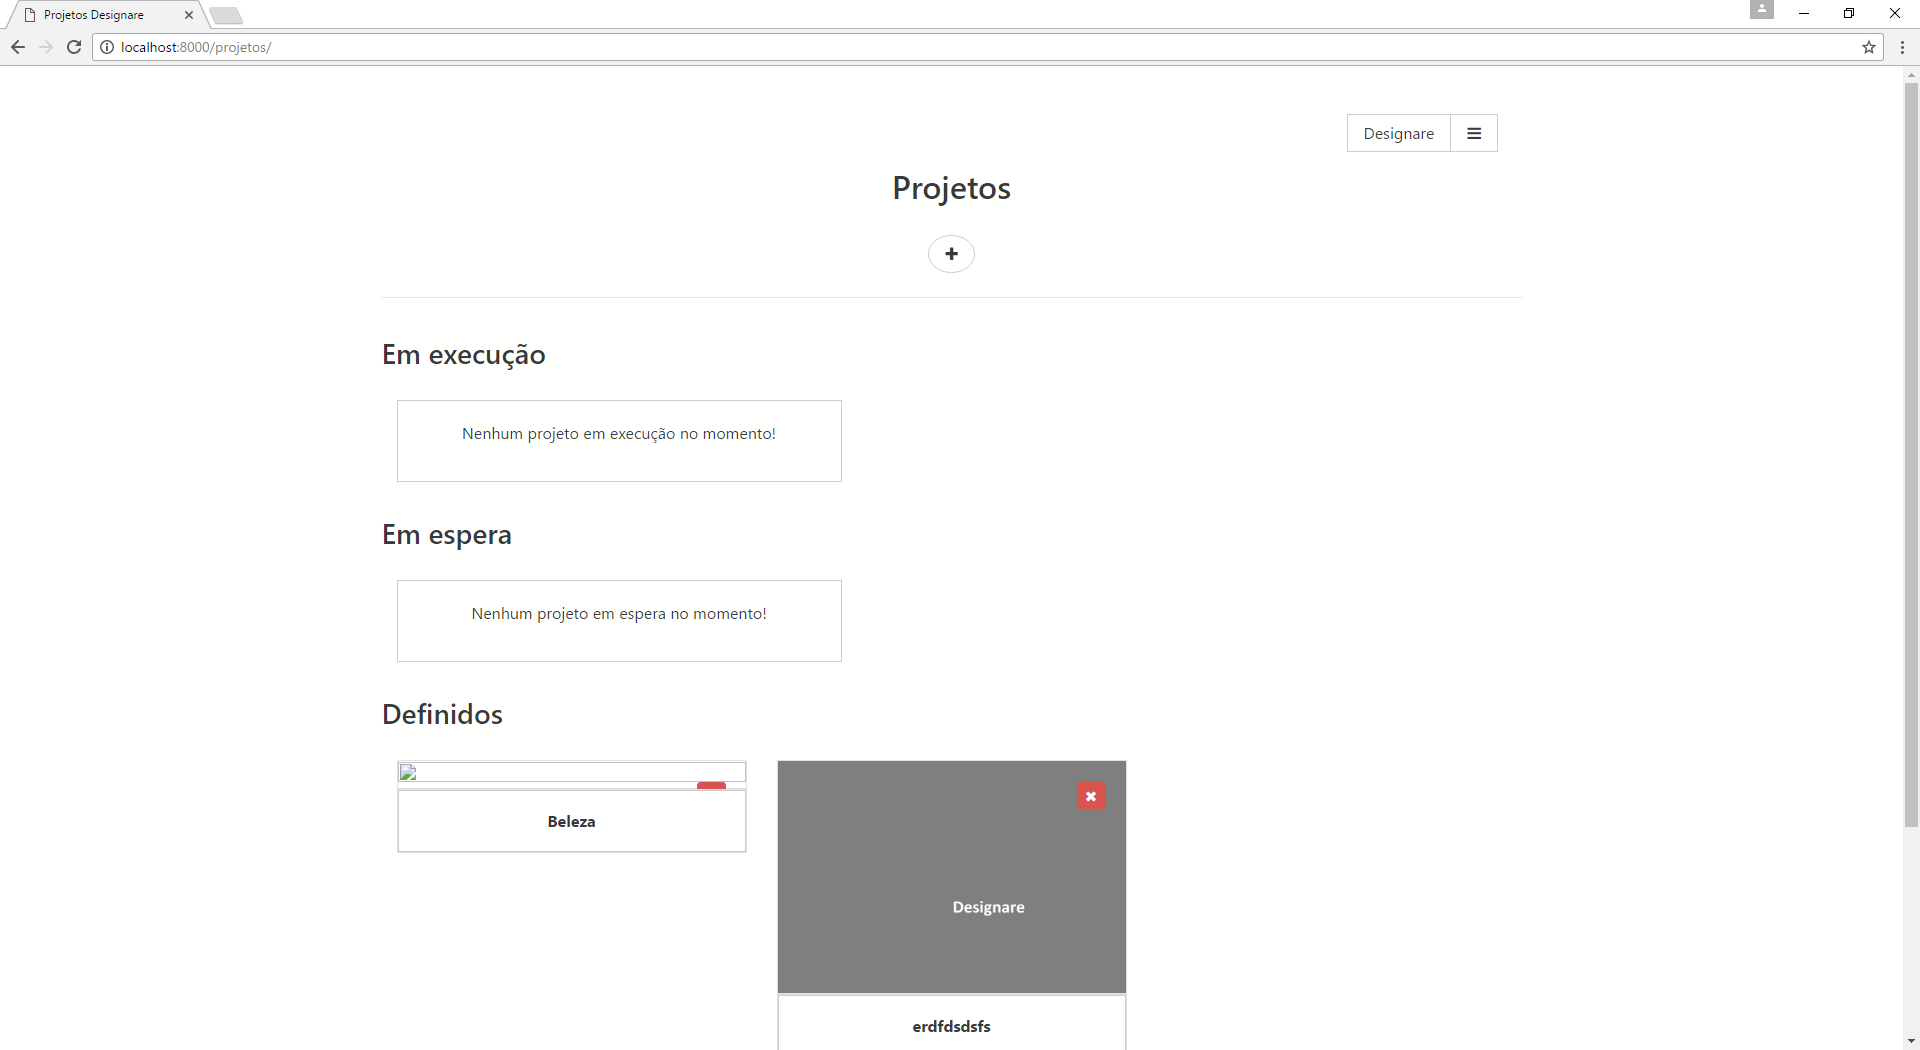 Projetos Designare
localhost:8000/projetos/
Designare
Projetos
Em execução
Nenhum projeto em execução no momento!
Em espera
Nenhum projeto em espera no momento!
Definidos
Beleza
Designare
erdfdsdsfs